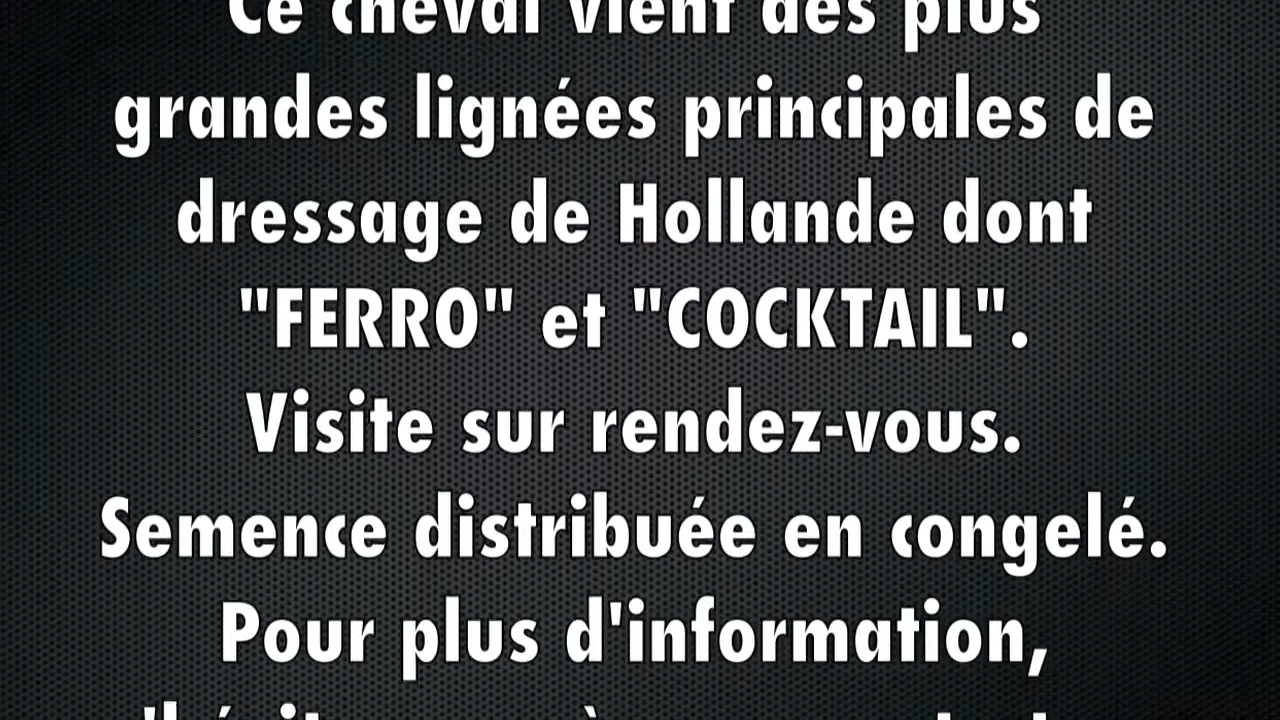 Ce cheval vient des plus
grandes lignées principales de
dressage de Hollande dont
"FERRO" et "COCKTAIL".
Visite sur rendez-vous.
Semence distribuée en congelé.
Pour plus d'information,